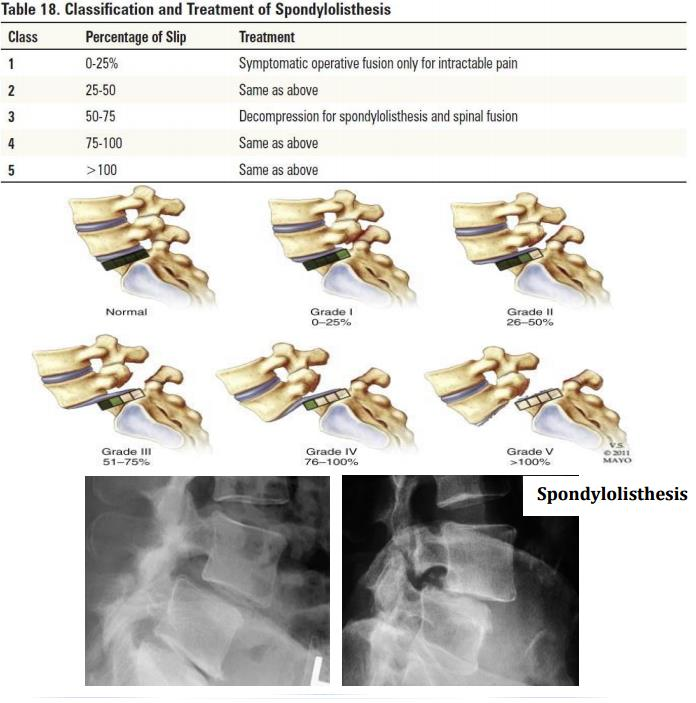 Table 18. Classification and Treatment of Spondylolisthesis
Class Percentage of Slip Treatment
1 0-25% Symptomatic operative fusion only for intractable pain
2 25-50 Same as above
3 50-75 Decompression for spondylolisthesis and spinal fusion
4 75-100 Same as above
5 >100 Same as above
Normal
Grade I
0–25%
Grade II
26–50%
Grade III
51–75%
Grade IV
76–100%
Grade V
>100%
V.S.
© 2011
MAYO
Spondylolisthesis
L